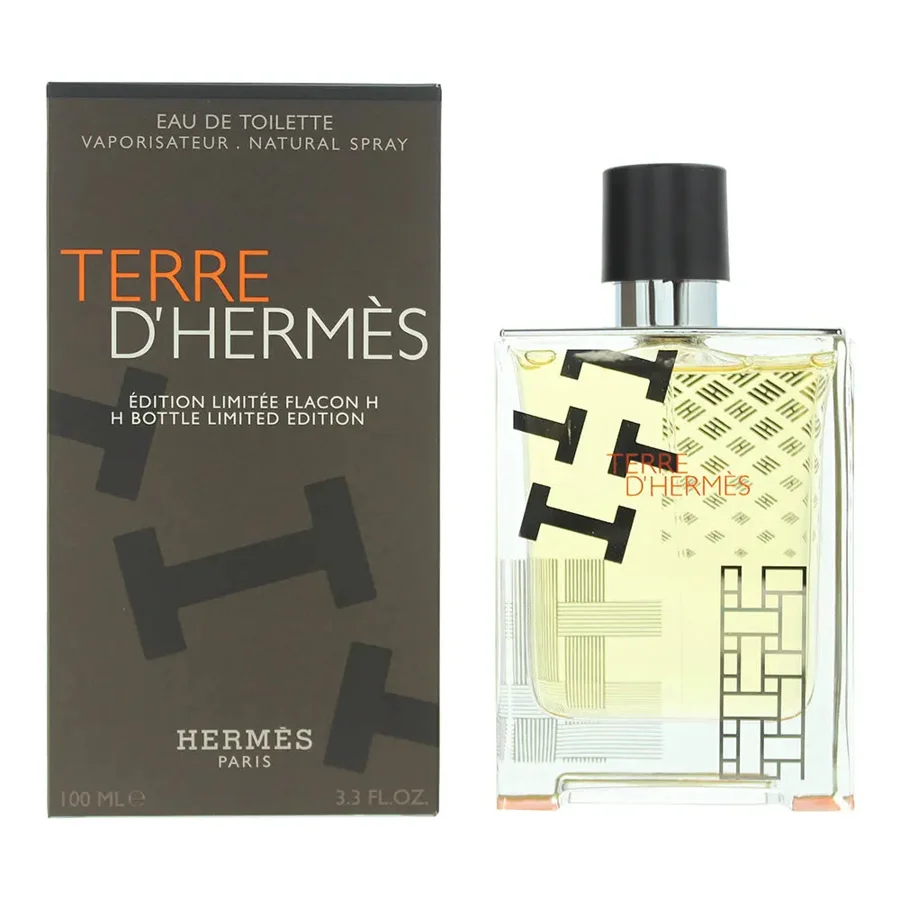 EAU DE TOILETTE
VAPORISATEUR . NATURAL SPRAY
TERRE
D'HERMÈS
ÉDITION LIMITÉE FLACON H
H BOTTLE LIMITED EDITION
HERMÈS
PARIS
100 ML℮
3.3 FL.OZ.
TERRE
D'HERMÈS